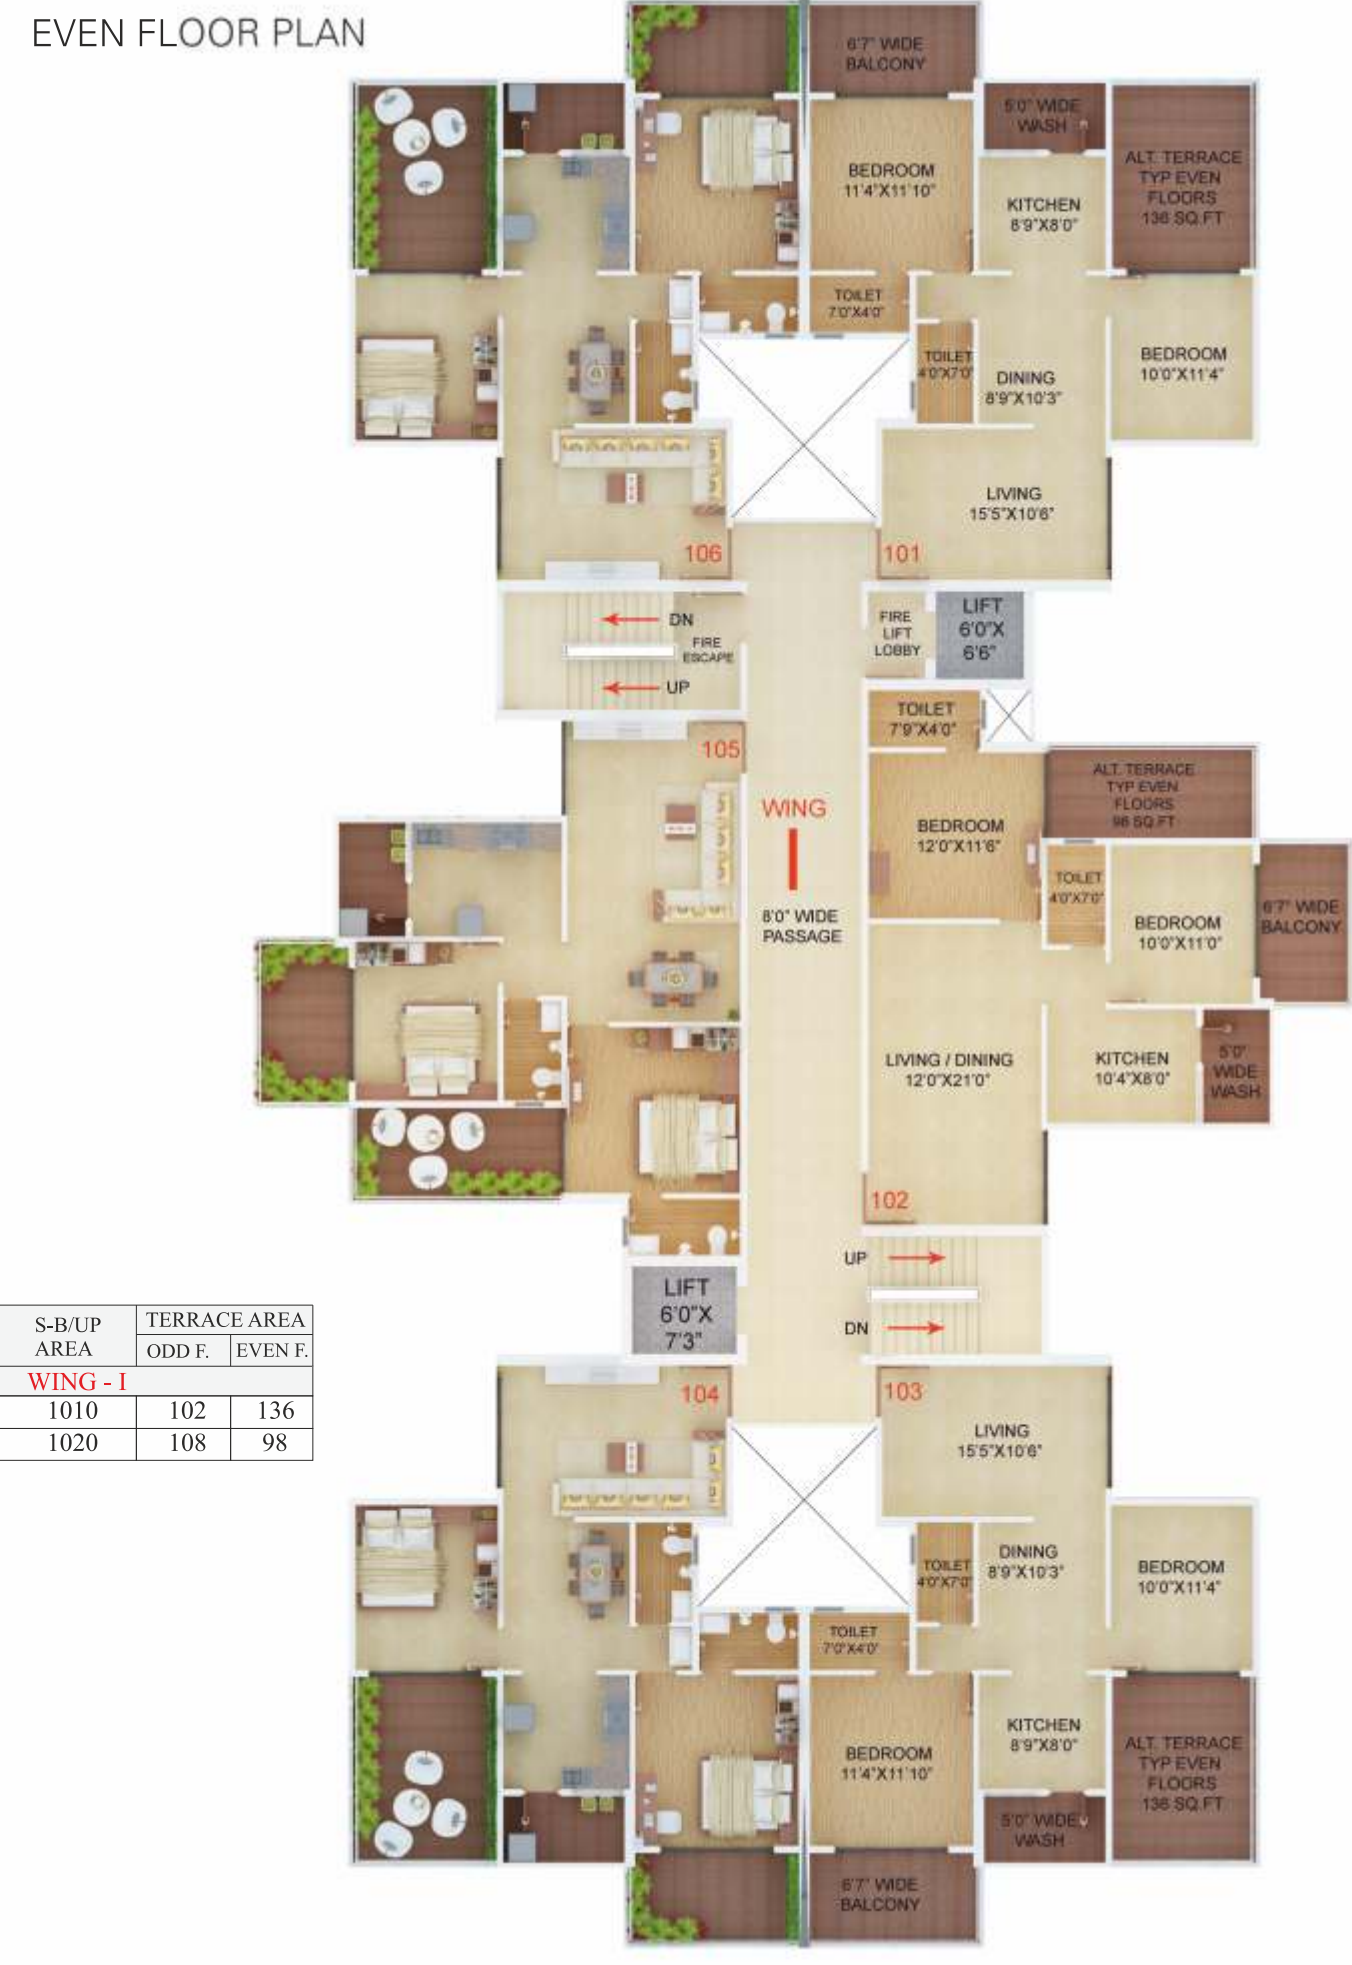 EVEN FLOOR PLAN
6'7" WIDE
BALCONY
5'0" WIDE
WASH
ALT. TERRACE
TYP EVEN
FLOORS
136 SQ.FT
BEDROOM
11'4"X11'10"
KITCHEN
8'9"X8'0"
TOILET
7'0"X4'0"
TOILET
4'0"X7'0"
DINING
8'9"X10'3"
BEDROOM
10'0"X11'4"
LIVING
15'5"X10'6"
106
101
DN
FIRE
ESCAPE
UP
FIRE
LIFT
LOBBY
LIFT
6'0"X
6'6"
TOILET
7'9"X4'0"
105
WING
I
8'0" WIDE
PASSAGE
ALT. TERRACE
TYP EVEN
FLOORS
98 SQ.FT
BEDROOM
12'0"X11'6"
TOILET
4'0"X7'0"
BEDROOM
10'0"X11'0"
6'7" WIDE
BALCONY
LIVING / DINING
12'0"X21'0"
KITCHEN
10'4"X8'0"
5'0"
WIDE
WASH
102
UP
DN
LIFT
6'0"X
7'3"
S-B/UP
AREA
TERRACE AREA
ODD F. EVEN F.
WING - I
1010 102 136
1020 108 98
104
103
LIVING
15'5"X10'6"
TOILET
4'0"X7'0"
DINING
8'9"X10'3"
BEDROOM
10'0"X11'4"
TOILET
7'0"X4'0"
BEDROOM
11'4"X11'10"
KITCHEN
8'9"X8'0"
ALT. TERRACE
TYP EVEN
FLOORS
136 SQ.FT
5'0" WIDE
WASH
6'7" WIDE
BALCONY